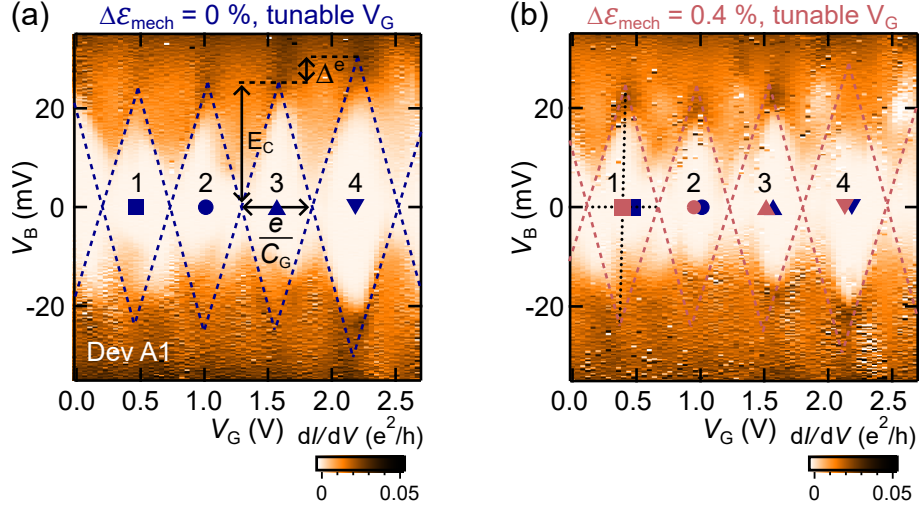 (a) Δε_mech = 0 %, tunable V_G
V_B (mV)
20
0
-20
1 2 3 4
Δ^e
E_C
e
C_G
Dev A1
0.0 0.5 1.0 1.5 2.0 2.5
V_G (V)
dI/dV (e²/h)
0 0.05
(b) Δε_mech = 0.4 %, tunable V_G
V_B (mV)
20
0
-20
1 2 3 4
0.0 0.5 1.0 1.5 2.0 2.5
V_G (V)
dI/dV (e²/h)
0 0.05